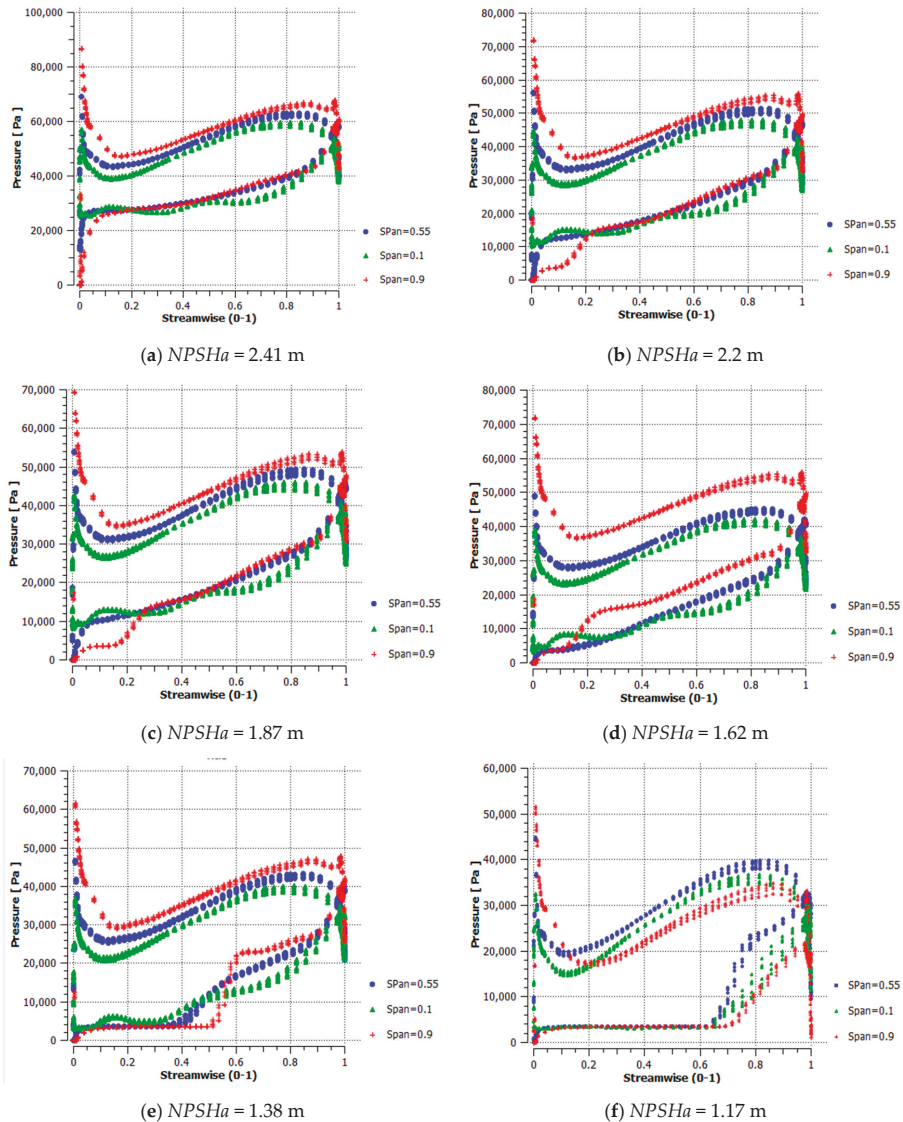 100,000
80,000
60,000
40,000
20,000
0
Pressure [ Pa ]
0 0.2 0.4 0.6 0.8 1
Streamwise (0-1)
SPan=0.55
Span=0.1
Span=0.9
(a) NPSHa = 2.41 m
80,000
70,000
60,000
50,000
40,000
30,000
20,000
10,000
0
Pressure [ Pa ]
0 0.2 0.4 0.6 0.8 1
Streamwise (0-1)
SPan=0.55
Span=0.1
Span=0.9
(b) NPSHa = 2.2 m
70,000
60,000
50,000
40,000
30,000
20,000
10,000
0
Pressure [ Pa ]
0 0.2 0.4 0.6 0.8 1
Streamwise (0-1)
SPan=0.55
Span=0.1
Span=0.9
(c) NPSHa = 1.87 m
80,000
70,000
60,000
50,000
40,000
30,000
20,000
10,000
0
Pressure [ Pa ]
0 0.2 0.4 0.6 0.8 1
Streamwise (0-1)
SPan=0.55
Span=0.1
Span=0.9
(d) NPSHa = 1.62 m
70,000
60,000
50,000
40,000
30,000
20,000
10,000
0
Pressure [ Pa ]
0 0.2 0.4 0.6 0.8 1
Streamwise (0-1)
SPan=0.55
Span=0.1
Span=0.9
(e) NPSHa = 1.38 m
60,000
50,000
40,000
30,000
20,000
10,000
0
Pressure [ Pa ]
0 0.2 0.4 0.6 0.8 1
Streamwise (0-1)
SPan=0.55
Span=0.1
Span=0.9
(f) NPSHa = 1.17 m